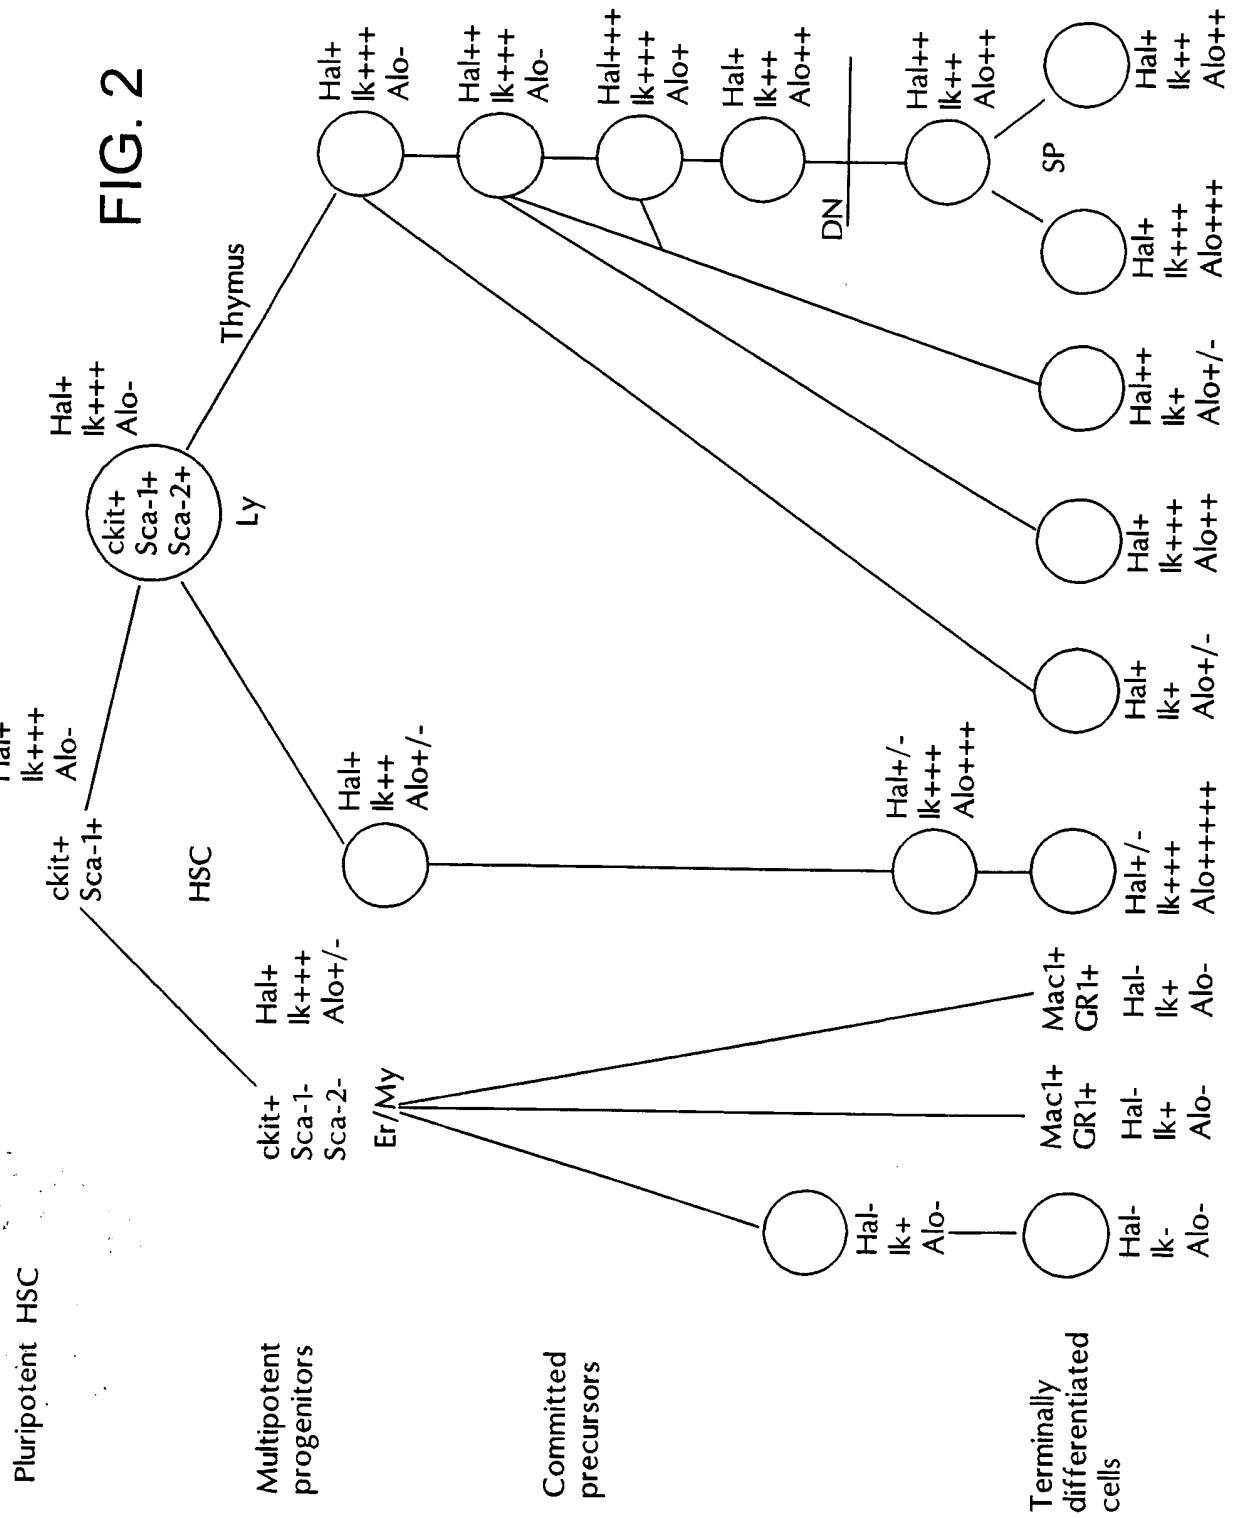 FIG. 2
Pluripotent HSC
ckit+
Sca-1+
Hal+
Ik+++
Alo-
HSC
ckit+
Sca-1+
Sca-2+
Hal+
Ik+++
Alo-
Ly
Thymus
Multipotent
progenitors
ckit+
Sca-1-
Sca-2-
Hal+
Ik+++
Alo+/-
Er/My
Hal+
Ik++
Alo+/-
Hal+
Ik+++
Alo-
Hal++
Ik+++
Alo-
Hal+++
Ik+++
Alo+
Hal+
Ik++
Alo++
DN
Committed
precursors
Hal-
Ik+
Alo-
Hal+/-
Ik+++
Alo+++
Hal++
Ik++
Alo++
SP
Terminally
differentiated
cells
Hal-
Ik-
Alo-
Mac1+
GR1+
Hal-
Ik+
Alo-
Mac1+
GR1+
Hal-
Ik+
Alo-
Hal+/-
Ik+++
Alo+++++
Hal+
Ik+
Alo+/-
Hal+
Ik+++
Alo++
Hal++
Ik+
Alo+/-
Hal+
Ik+++
Alo+++
Hal+
Ik++
Alo++